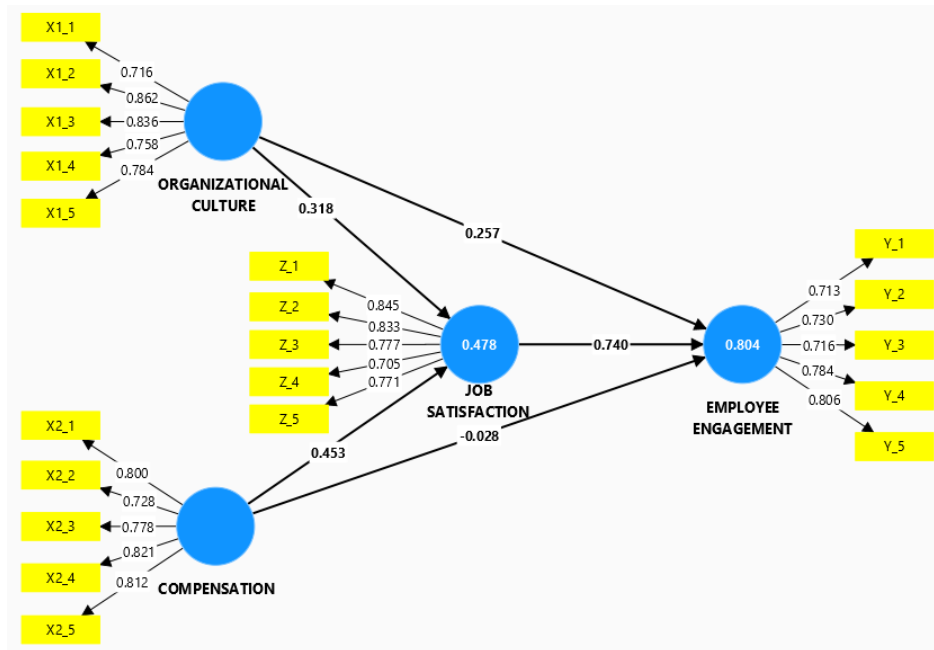 X1_1
0.716
X1_2
0.862
X1_3
0.836
X1_4
0.758
X1_5
0.784
ORGANIZATIONAL
CULTURE
0.318
0.257
Z_1
0.845
Z_2
0.833
Z_3
0.777
Z_4
0.705
Z_5
0.771
0.478
JOB
SATISFACTION
0.740
0.804
EMPLOYEE
ENGAGEMENT
Y_1
0.713
Y_2
0.730
Y_3
0.716
Y_4
0.784
Y_5
0.806
-0.028
0.453
X2_1
0.800
X2_2
0.728
X2_3
0.778
X2_4
0.821
X2_5
0.812
COMPENSATION